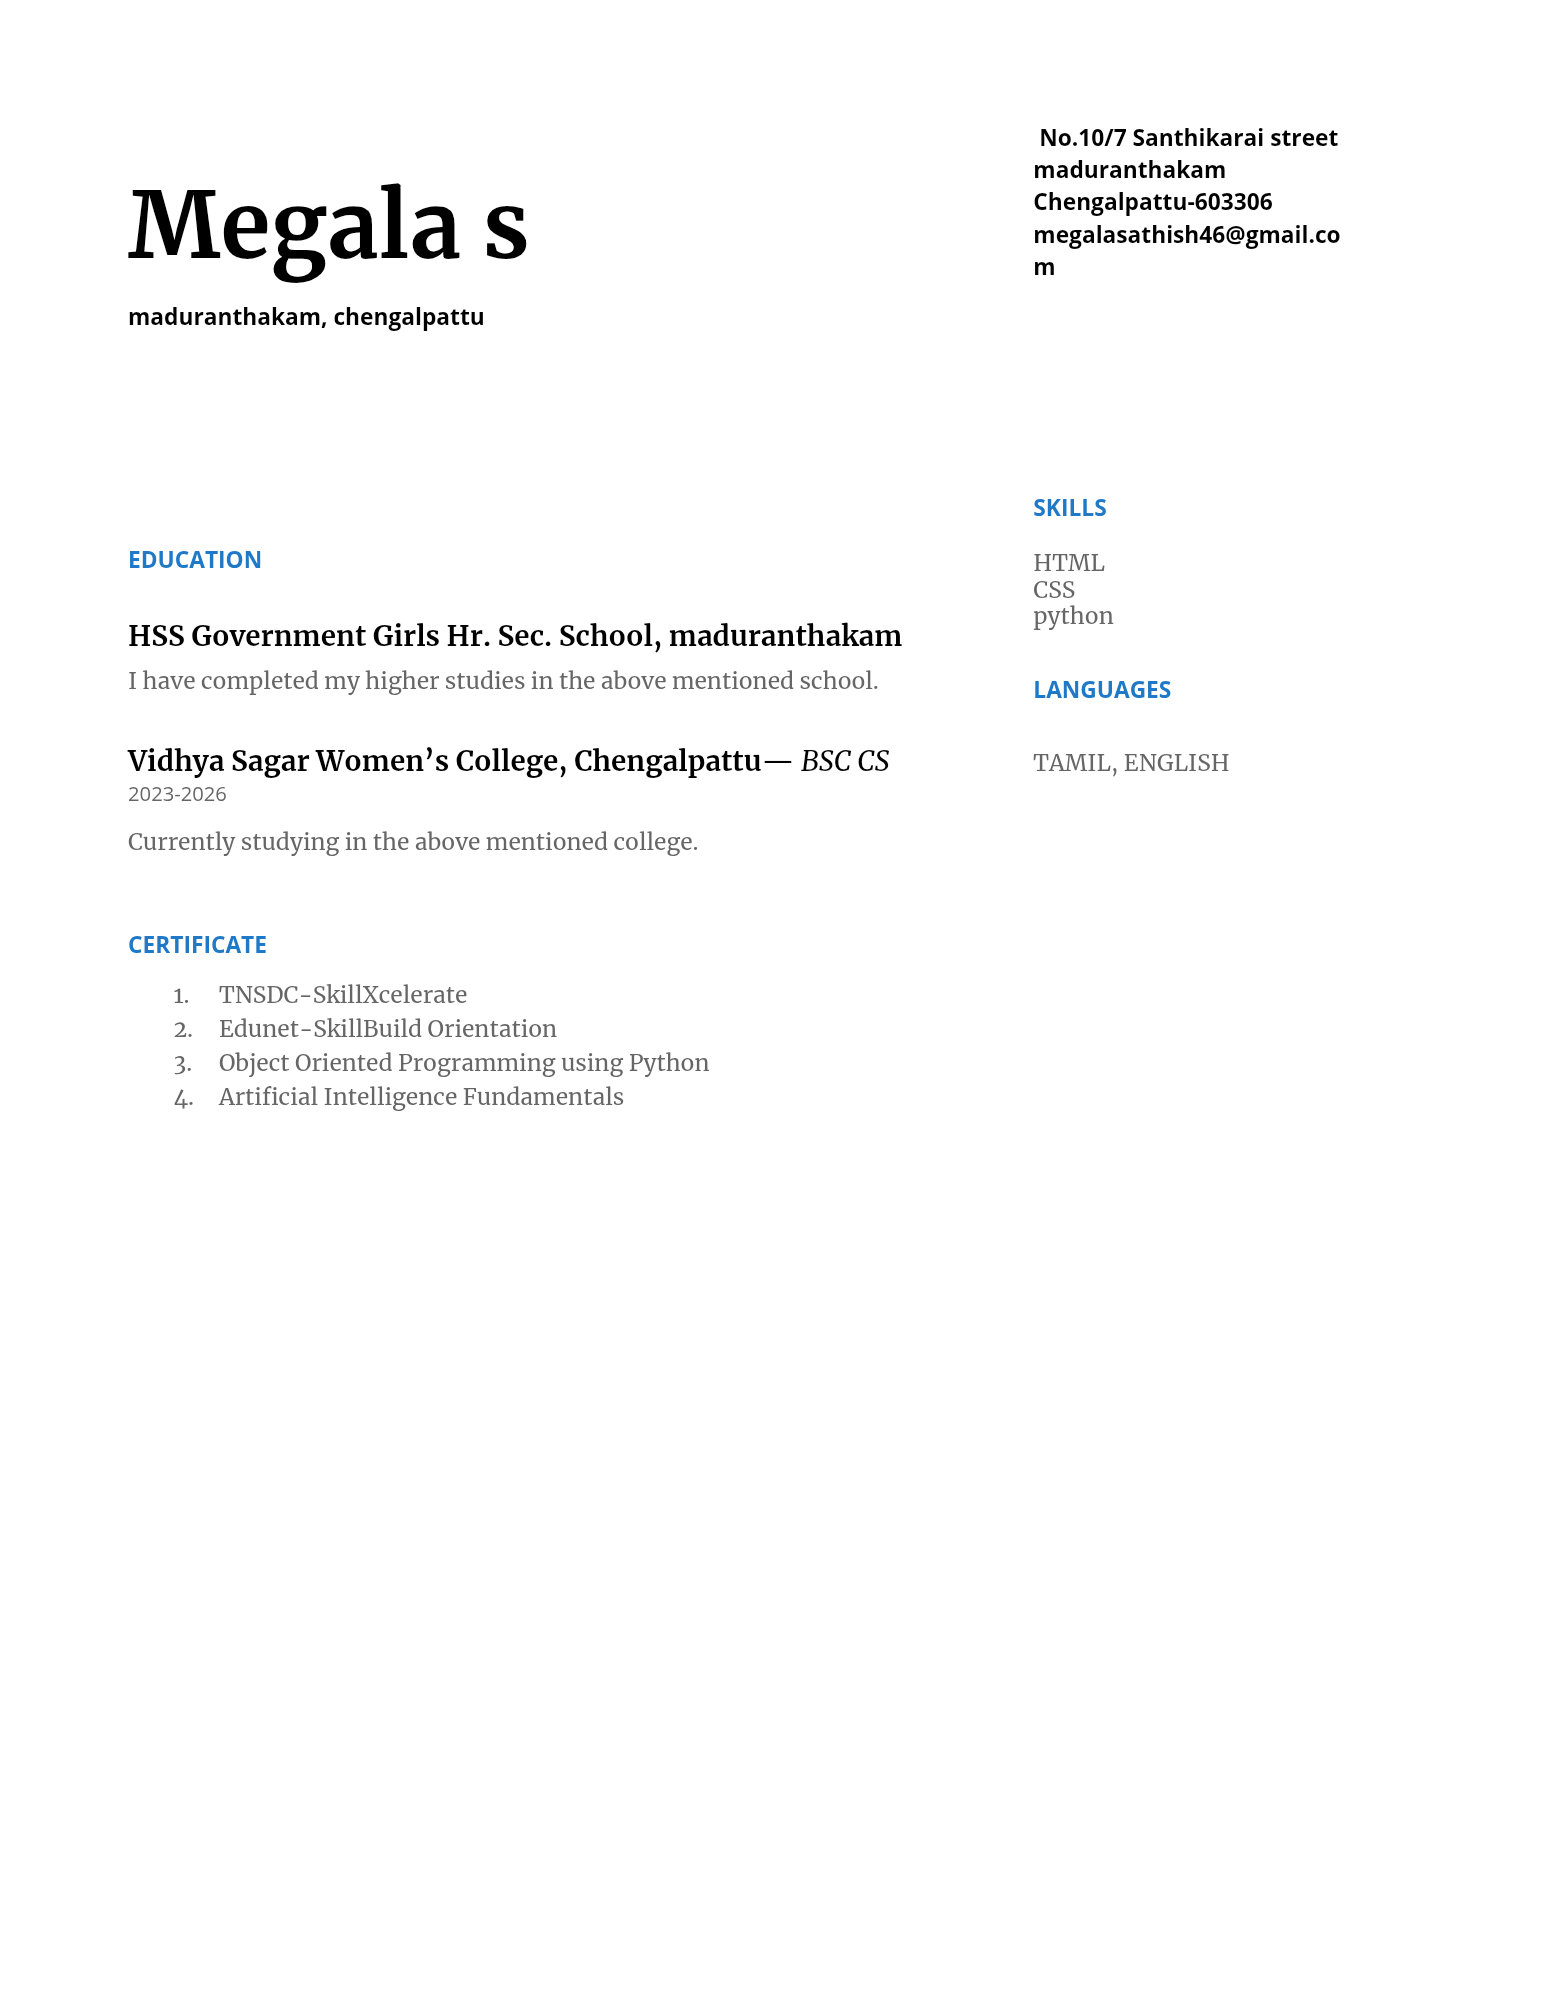 Megala s
maduranthakam, chengalpattu
No.10/7 Santhikarai street
maduranthakam
Chengalpattu-603306
megalasathish46@gmail.co
m
EDUCATION
HSS Government Girls Hr. Sec. School, maduranthakam
I have completed my higher studies in the above mentioned school.
Vidhya Sagar Women’s College, Chengalpattu— BSC CS
2023-2026
Currently studying in the above mentioned college.
CERTIFICATE
1. TNSDC-SkillXcelerate
2. Edunet-SkillBuild Orientation
3. Object Oriented Programming using Python
4. Artificial Intelligence Fundamentals
SKILLS
HTML
CSS
python
LANGUAGES
TAMIL, ENGLISH